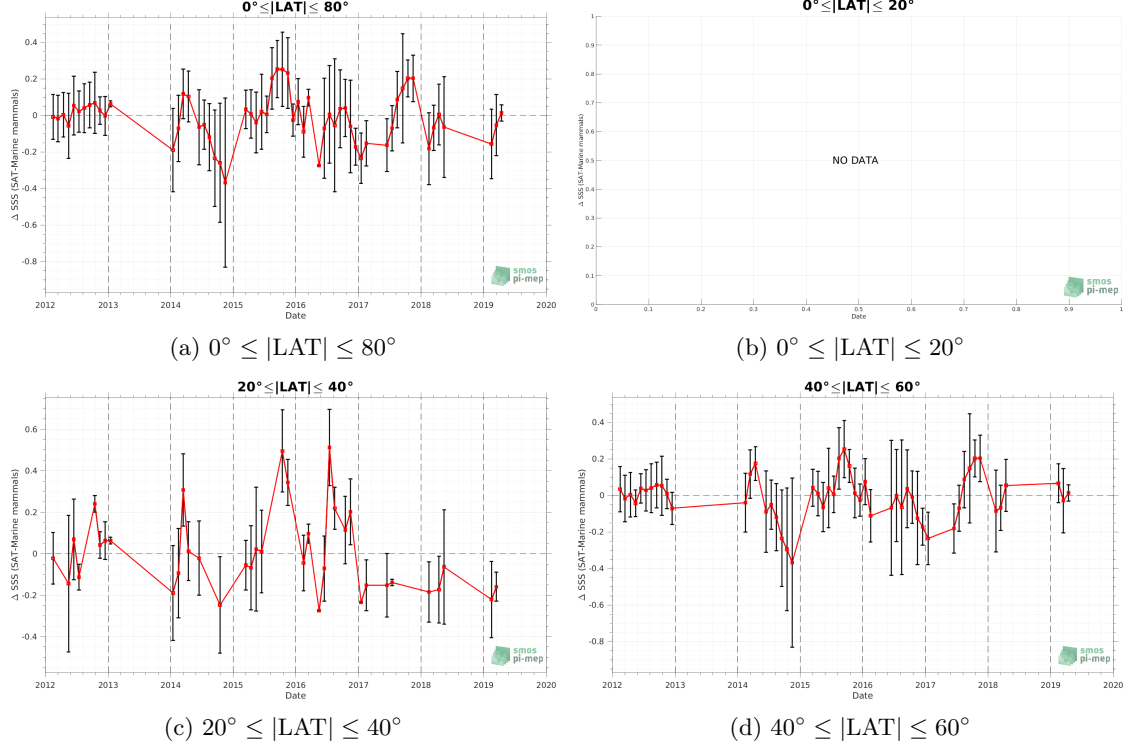 0°≤|LAT|≤ 80°
Δ SSS (SAT-Marine mammals)
0.4
0.2
0
-0.2
-0.4
-0.6
-0.8
2012 2013 2014 2015 2016 2017 2018 2019 2020
Date
smos
pi-mep
(a) 0° ≤ |LAT| ≤ 80°
0°≤|LAT|≤ 20°
Δ SSS (SAT-Marine mammals)
1
0.9
0.8
0.7
0.6
0.5
0.4
0.3
0.2
0.1
0
NO DATA
0 0.1 0.2 0.3 0.4 0.5 0.6 0.7 0.8 0.9 1
Date
smos
pi-mep
(b) 0° ≤ |LAT| ≤ 20°
20°≤|LAT|≤ 40°
Δ SSS (SAT-Marine mammals)
0.6
0.4
0.2
0
-0.2
-0.4
2012 2013 2014 2015 2016 2017 2018 2019 2020
Date
smos
pi-mep
(c) 20° ≤ |LAT| ≤ 40°
40°≤|LAT|≤ 60°
Δ SSS (SAT-Marine mammals)
0.4
0.2
0
-0.2
-0.4
-0.6
-0.8
2012 2013 2014 2015 2016 2017 2018 2019 2020
Date
smos
pi-mep
(d) 40° ≤ |LAT| ≤ 60°